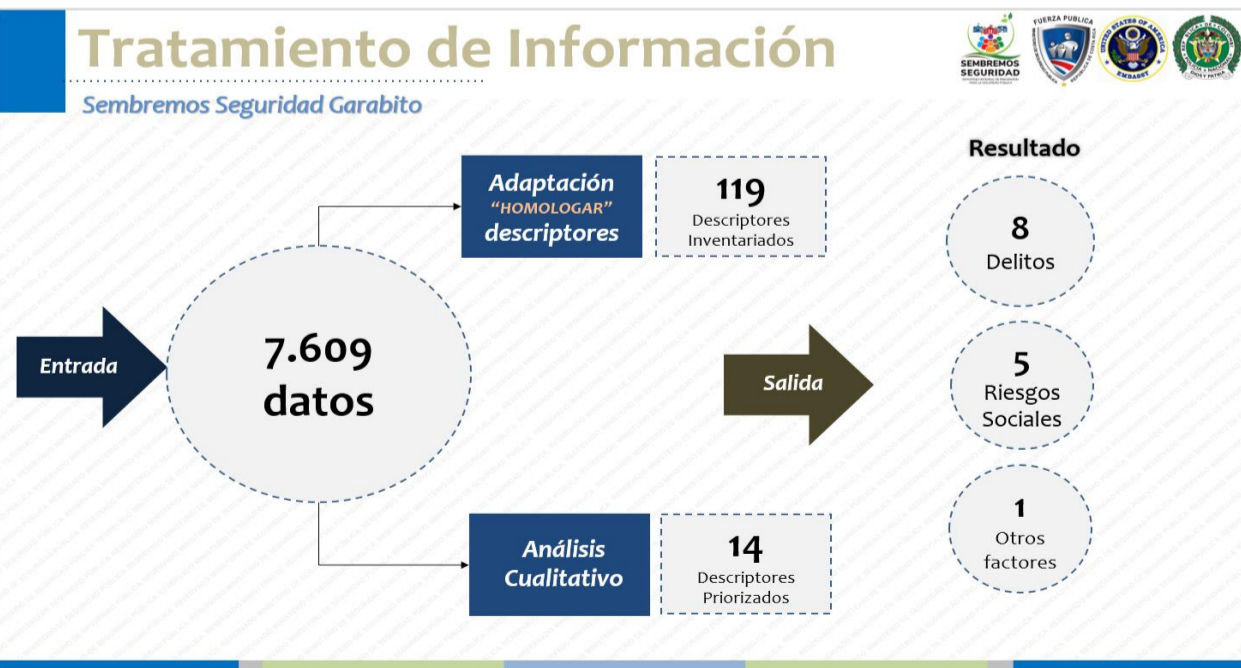 Tratamiento de Información
Sembremos Seguridad Garabito
SEMBREMOS
SEGURIDAD
FUERZA PUBLICA
Resultado
Adaptación
“HOMOLOGAR”
descriptores
119
Descriptores
Inventariados
8
Delitos
Entrada
7.609
datos
Salida
5
Riesgos
Sociales
Análisis
Cualitativo
14
Descriptores
Priorizados
1
Otros
factores